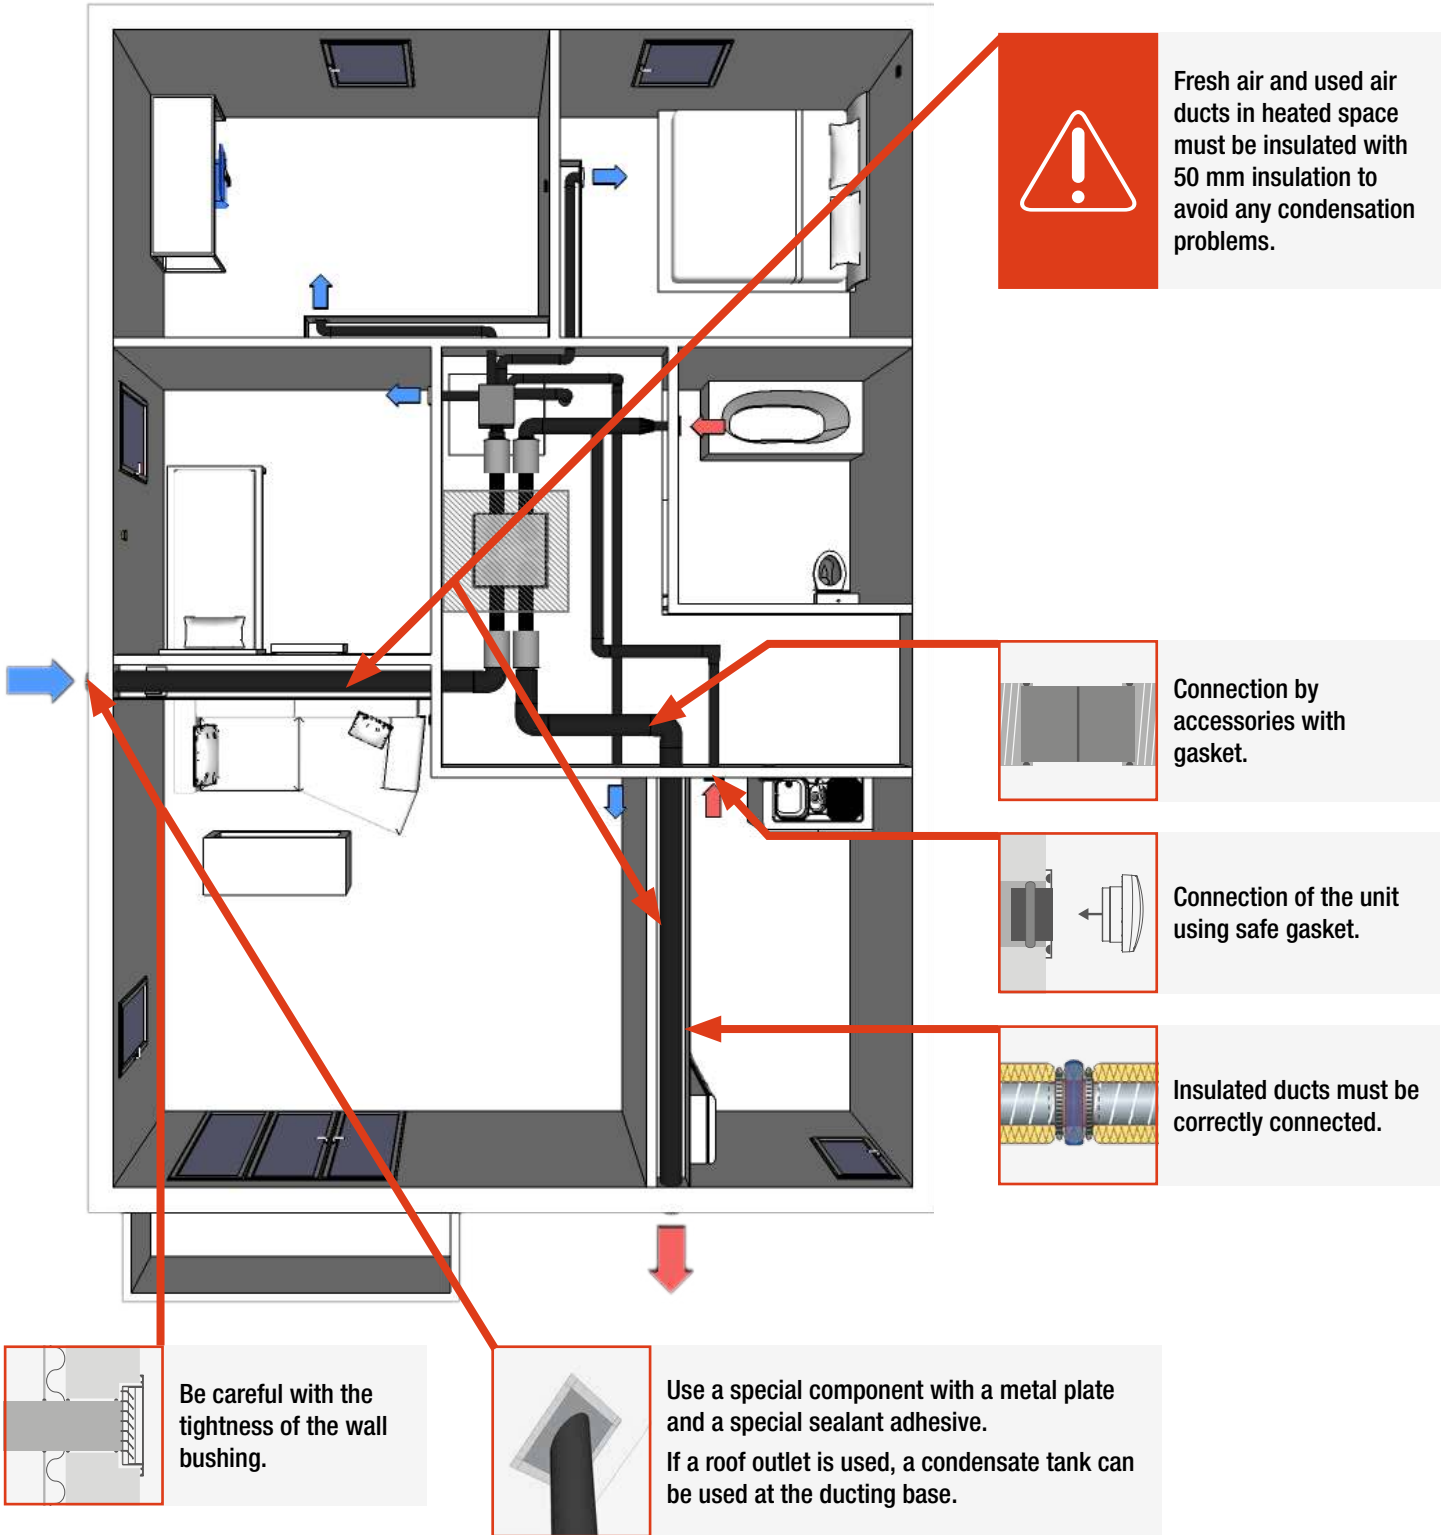 Fresh air and used air
ducts in heated space
must be insulated with
50 mm insulation to
avoid any condensation
problems.
Connection by
accessories with
gasket.
Connection of the unit
using safe gasket.
Insulated ducts must be
correctly connected.
Be careful with the
tightness of the wall
bushing.
Use a special component with a metal plate
and a special sealant adhesive.
If a roof outlet is used, a condensate tank can
be used at the ducting base.